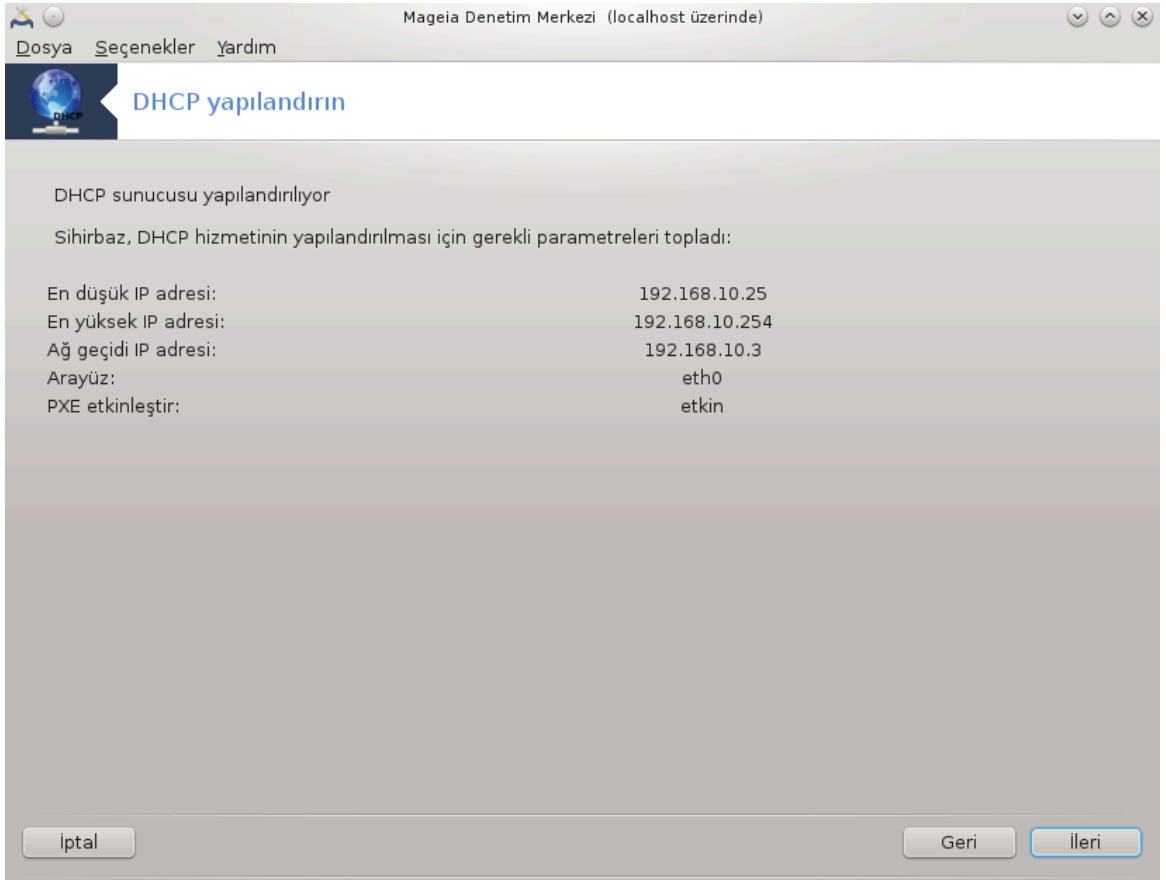 Mageia Denetim Merkezi (localhost üzerinde)
Dosya Seçenekler Yardım
DHCP
DHCP yapılandırın
DHCP sunucusu yapılandırılıyor
Sihirbaz, DHCP hizmetinin yapılandırılması için gerekli parametreleri topladı:
En düşük IP adresi: 192.168.10.25
En yüksek IP adresi: 192.168.10.254
Ağ geçidi IP adresi: 192.168.10.3
Arayüz: eth0
PXE etkinleştir: etkin
İptal Geri İleri